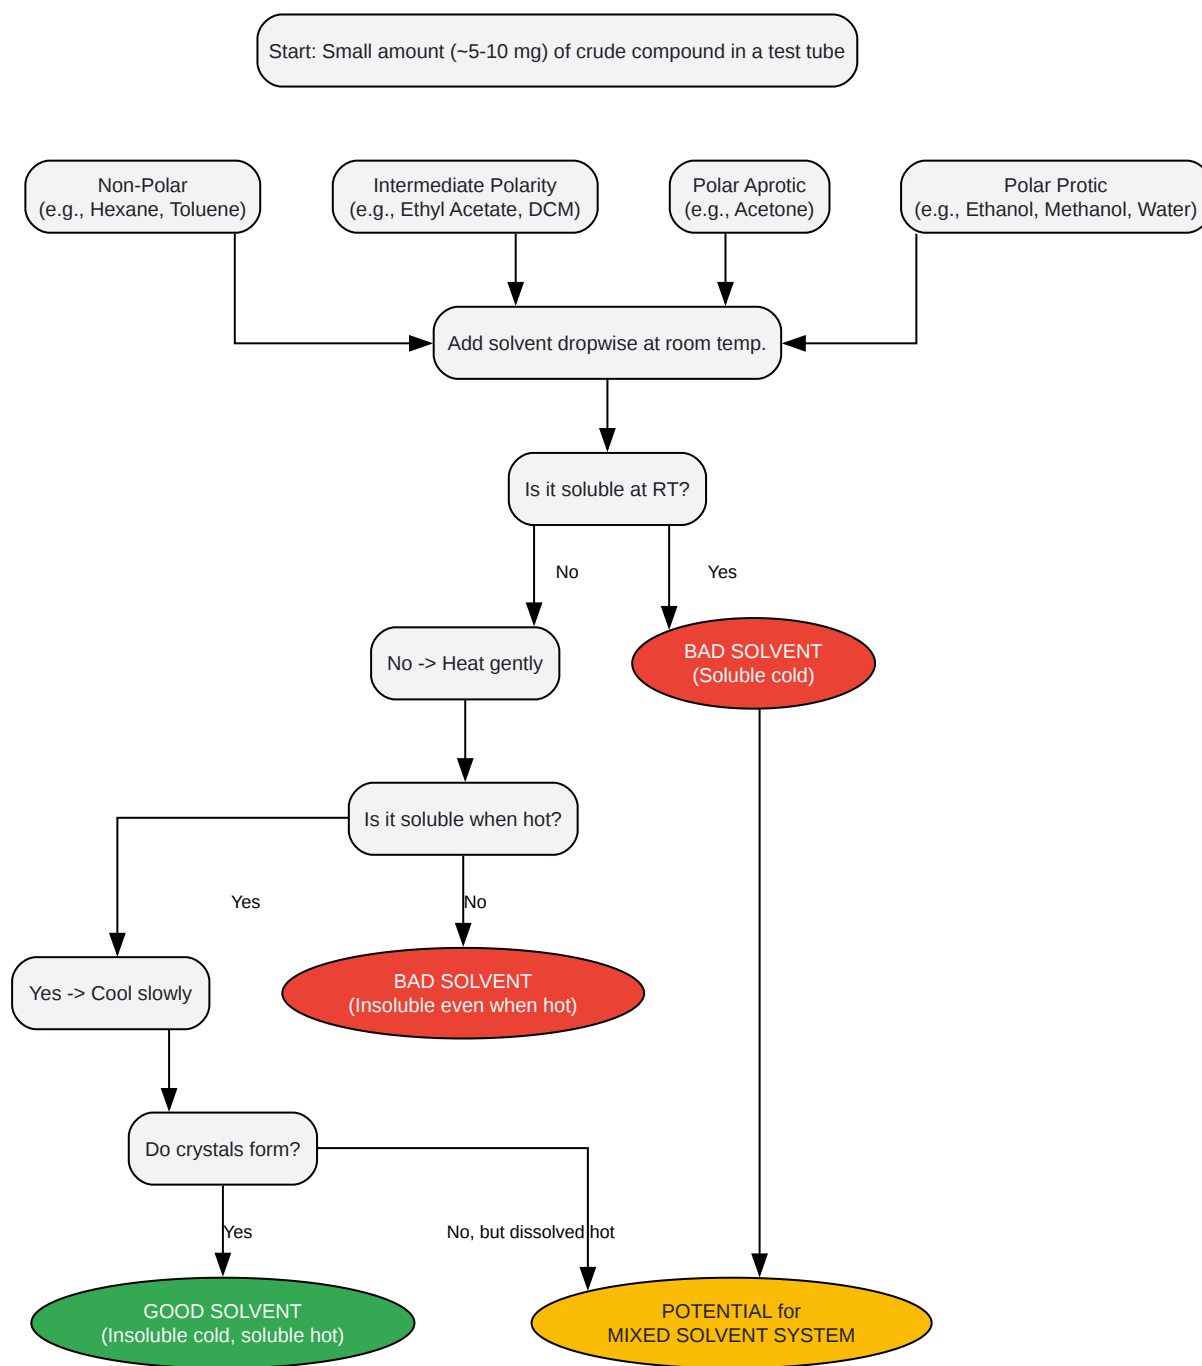 Start: Small amount (~5-10 mg) of crude compound in a test tube
Non-Polar
(e.g., Hexane, Toluene)
Intermediate Polarity
(e.g., Ethyl Acetate, DCM)
Polar Aprotic
(e.g., Acetone)
Polar Protic
(e.g., Ethanol, Methanol, Water)
Add solvent dropwise at room temp.
Is it soluble at RT?
No
Yes
No -> Heat gently
BAD SOLVENT
(Soluble cold)
Is it soluble when hot?
Yes
No
Yes -> Cool slowly
BAD SOLVENT
(Insoluble even when hot)
Do crystals form?
Yes
No, but dissolved hot
GOOD SOLVENT
(Insoluble cold, soluble hot)
POTENTIAL for
MIXED SOLVENT SYSTEM